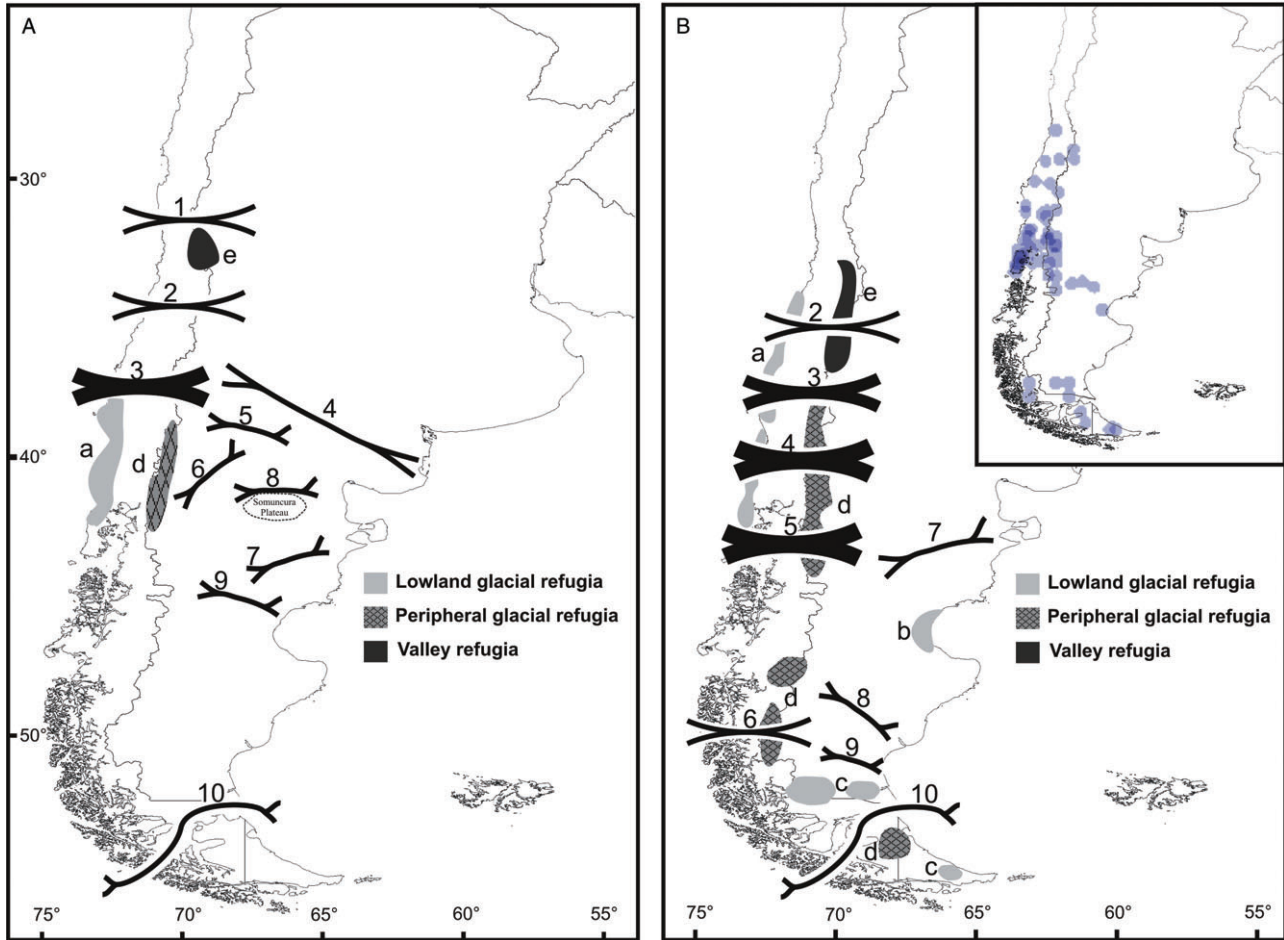 A
30°
40°
50°
75°
70°
65°
60°
55°
1
e
2
3
4
5
a
d
6
8
Somuncura
Plateau
7
9
Lowland glacial refugia
Peripheral glacial refugia
Valley refugia
10
B
e
2
a
3
4
d
5
7
b
Lowland glacial refugia
Peripheral glacial refugia
Valley refugia
d
8
6
9
c
10
d
c
75°
70°
65°
60°
55°